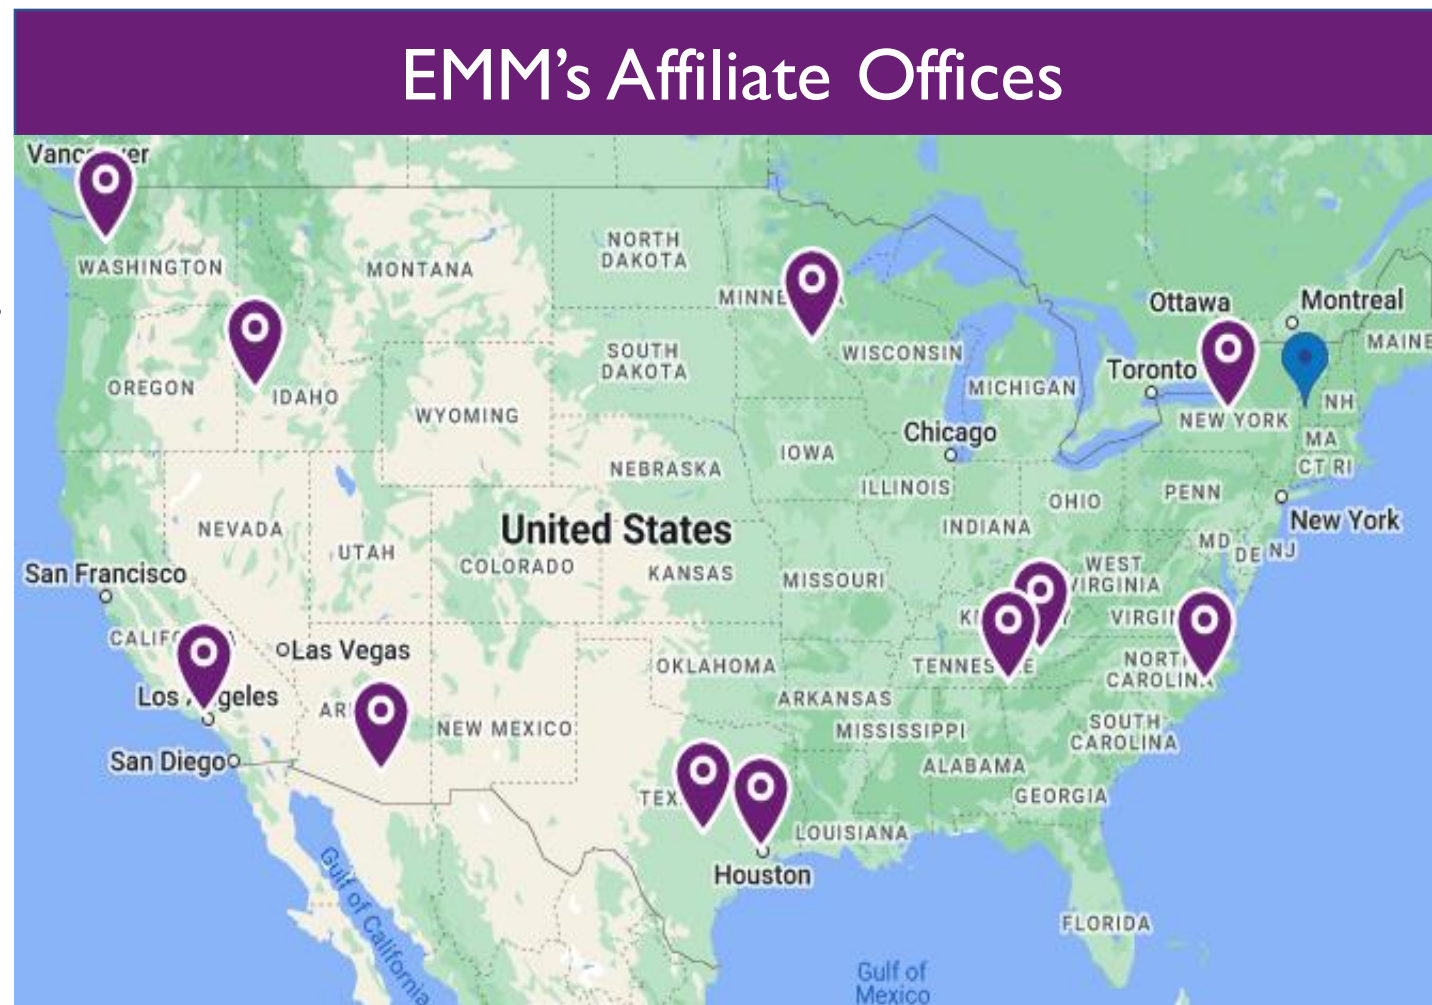 EMM's Affiliate Offices
WASHINGTON
MONTANA
NORTH
DAKOTA
Ottawa
Montreal
MAINE
OREGON
IDAHO
SOUTH
DAKOTA
WISCONSIN
MICHIGAN
Toronto
WYOMING
NEW YORK
NH
MA
CT RI
Chicago
IOWA
NEBRASKA
ILLINOIS
OHIO
PENN
INDIANA
New York
NEVADA
UTAH
United States
COLORADO
KANSAS
MISSOURI
WEST
VIRGINIA
MD
DE
NJ
San Francisco
Las Vegas
OKLAHOMA
ARKANSAS
CAROLINA
NEW MEXICO
MISSISSIPPI
SOUTH
CAROLINA
San Diego
ALABAMA
GEORGIA
LOUISIANA
Houston
FLORIDA
Gulf of California
Gulf of
Mexico